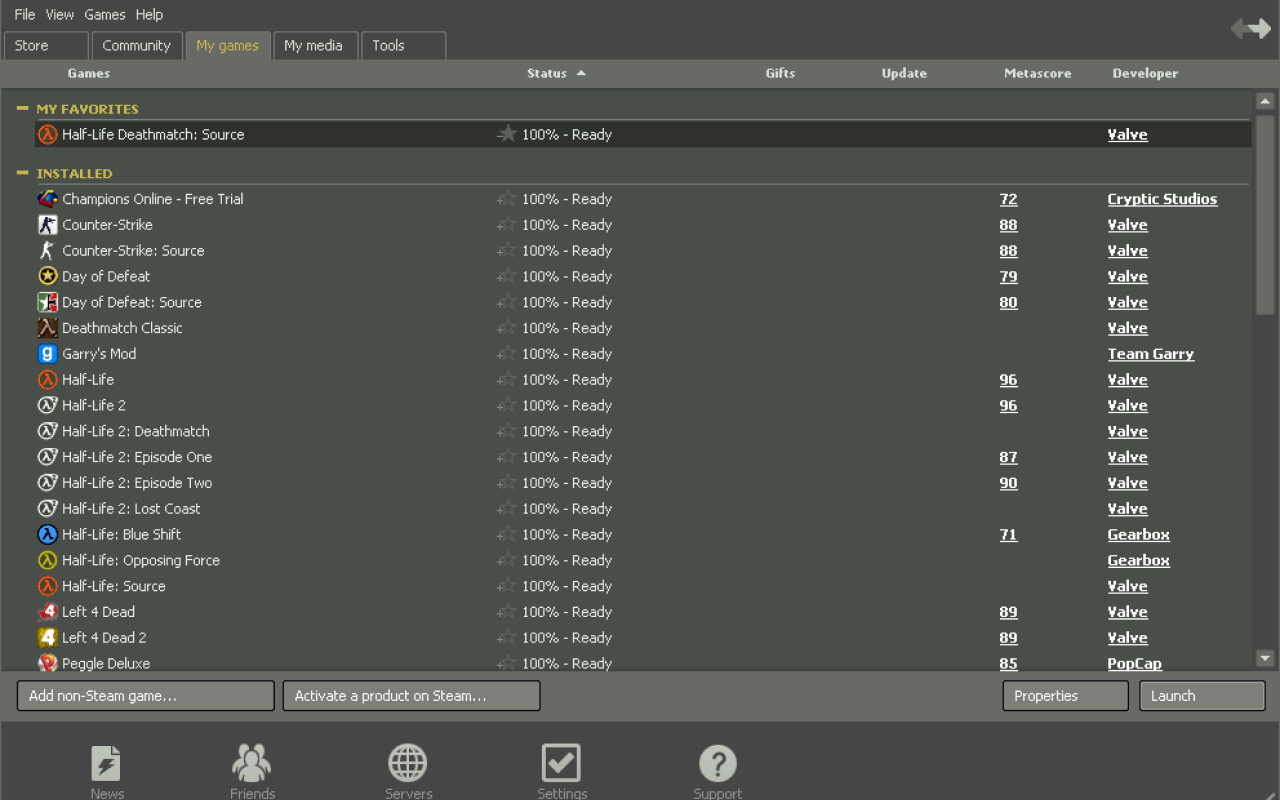 File View Games Help
Store Community My games My media Tools
Games Status Gifts Update Metascore Developer
MY FAVORITES
Half-Life Deathmatch: Source 100% - Ready Valve
INSTALLED
Champions Online - Free Trial 100% - Ready 72 Cryptic Studios
Counter-Strike 100% - Ready 88 Valve
Counter-Strike: Source 100% - Ready 88 Valve
Day of Defeat 100% - Ready 79 Valve
Day of Defeat: Source 100% - Ready 80 Valve
Deathmatch Classic 100% - Ready Valve
Garry's Mod 100% - Ready Team Garry
Half-Life 100% - Ready 96 Valve
Half-Life 2 100% - Ready 96 Valve
Half-Life 2: Deathmatch 100% - Ready Valve
Half-Life 2: Episode One 100% - Ready 87 Valve
Half-Life 2: Episode Two 100% - Ready 90 Valve
Half-Life 2: Lost Coast 100% - Ready Valve
Half-Life: Blue Shift 100% - Ready 71 Gearbox
Half-Life: Opposing Force 100% - Ready Gearbox
Half-Life: Source 100% - Ready Valve
Left 4 Dead 100% - Ready 89 Valve
Left 4 Dead 2 100% - Ready 89 Valve
Peggle Deluxe 100% - Ready 85 PopCap
Add non-Steam game... Activate a product on Steam... Properties Launch
News Friends Servers Settings Support